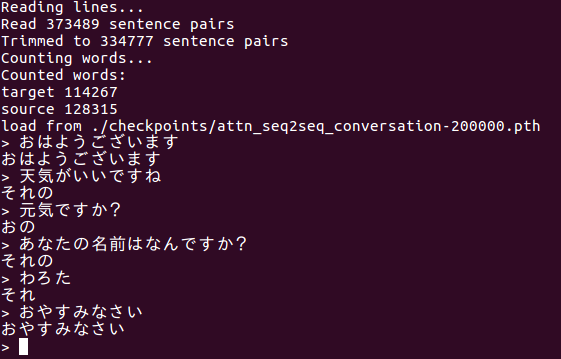 Reading lines...
Read 373489 sentence pairs
Trimmed to 334777 sentence pairs
Counting words...
Counted words:
target 114267
source 128315
load from ./checkpoints/attn_seq2seq_conversation-200000.pth
> おはようございます
おはようございます
> 天気がいいですね
それの
> 元気ですか？
おの
> あなたの名前はなんですか？
それの
> わろた
それ
> おやすみなさい
おやすみなさい
>